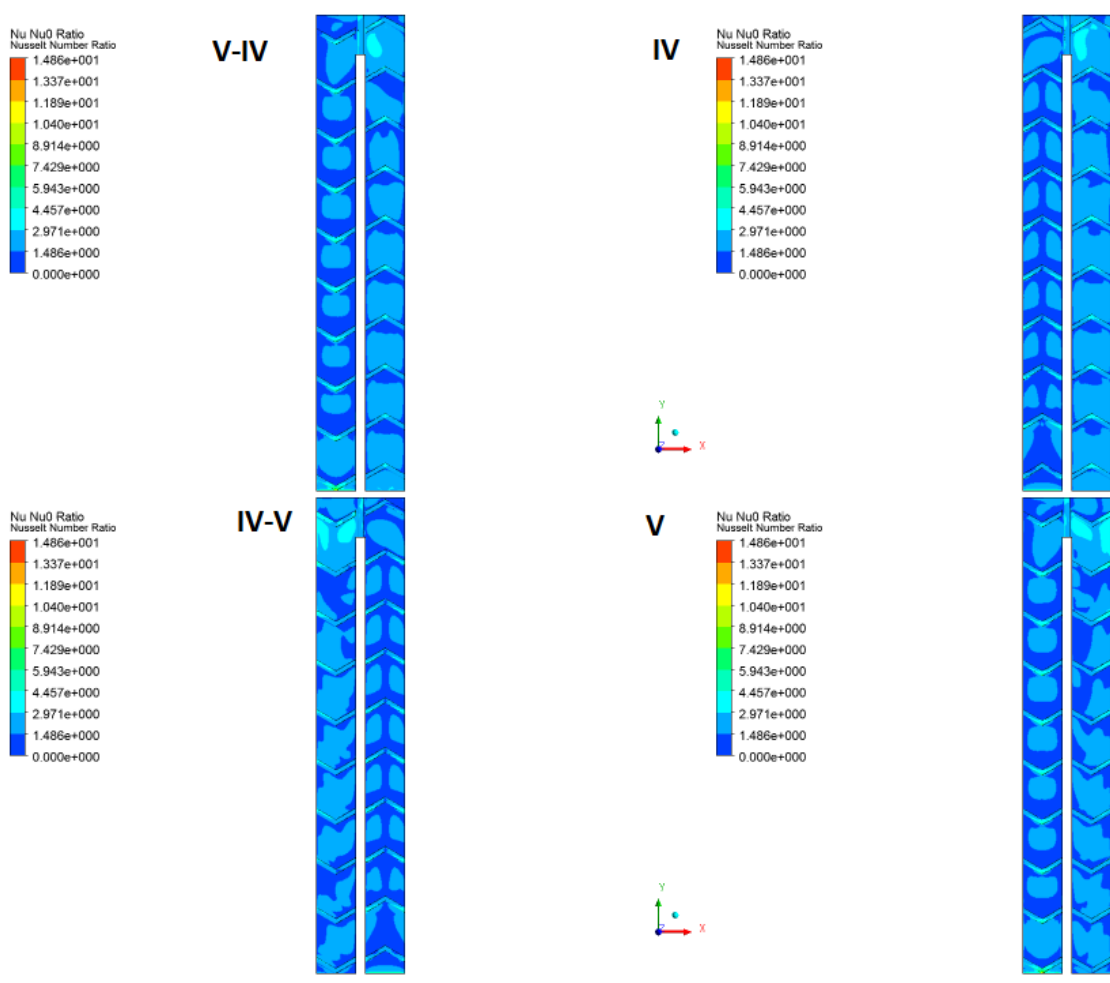 Nu Nu0 Ratio
Nusselt Number Ratio
1.486e+001
1.337e+001
1.189e+001
1.040e+001
8.914e+000
7.429e+000
5.943e+000
4.457e+000
2.971e+000
1.486e+000
0.000e+000
V-IV
IV
Nu Nu0 Ratio
Nusselt Number Ratio
1.486e+001
1.337e+001
1.189e+001
1.040e+001
8.914e+000
7.429e+000
5.943e+000
4.457e+000
2.971e+000
1.486e+000
0.000e+000
Y
Z
X
Nu Nu0 Ratio
Nusselt Number Ratio
1.486e+001
1.337e+001
1.189e+001
1.040e+001
8.914e+000
7.429e+000
5.943e+000
4.457e+000
2.971e+000
1.486e+000
0.000e+000
IV-V
V
Nu Nu0 Ratio
Nusselt Number Ratio
1.486e+001
1.337e+001
1.189e+001
1.040e+001
8.914e+000
7.429e+000
5.943e+000
4.457e+000
2.971e+000
1.486e+000
0.000e+000
Y
Z
X